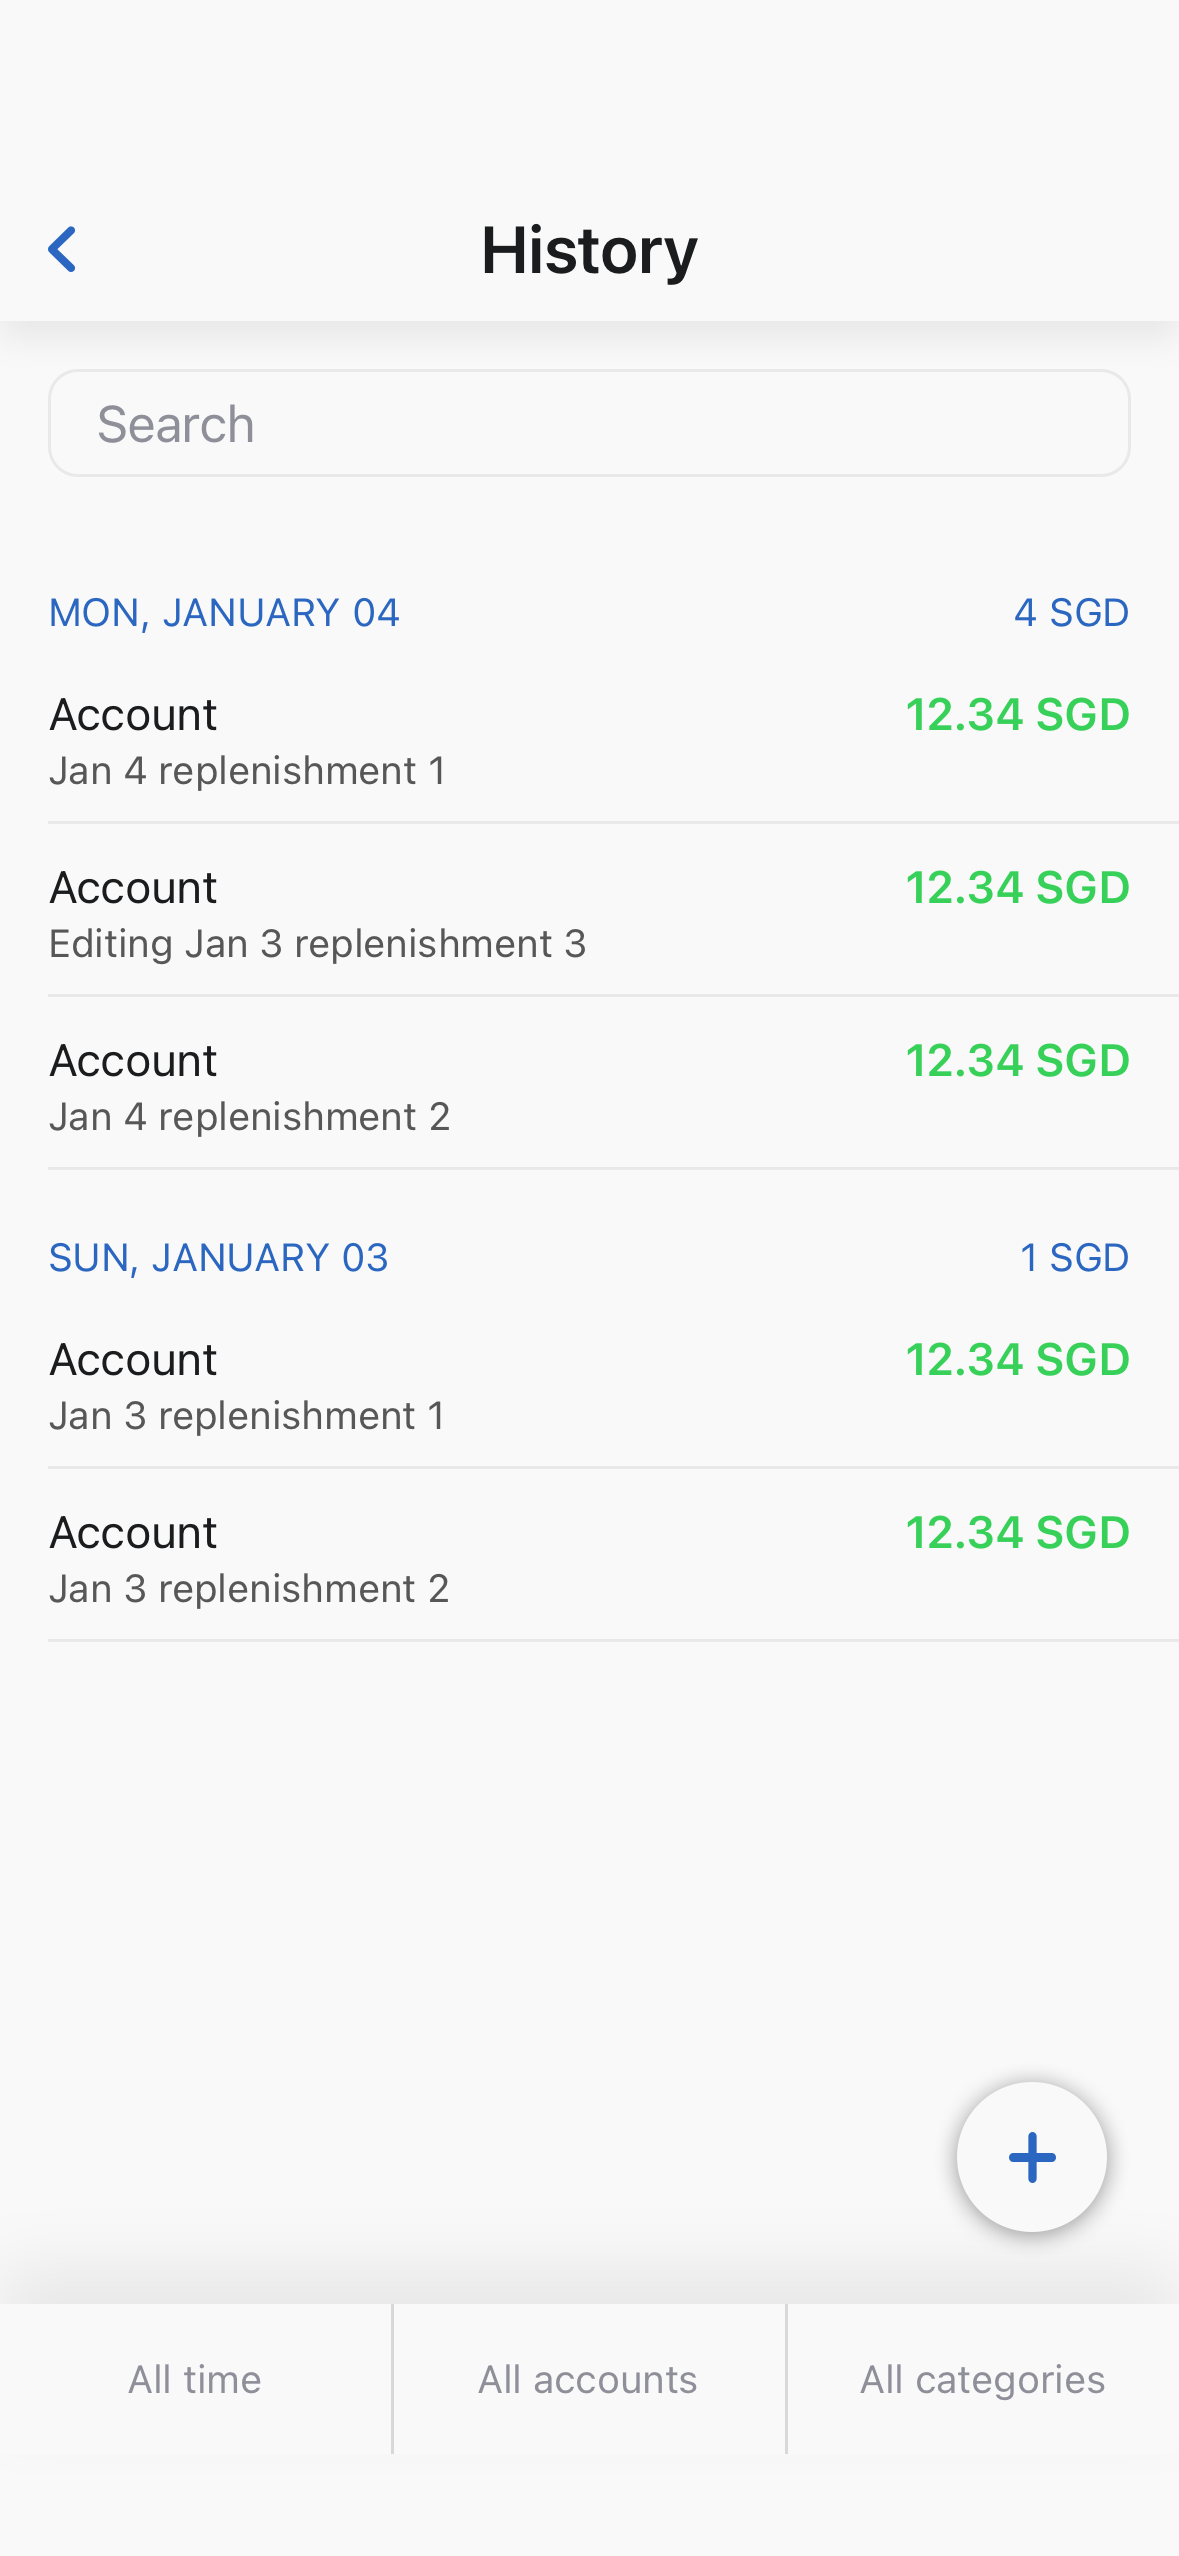 History
Search
MON, JANUARY 04 4 SGD
Account 12.34 SGD
Jan 4 replenishment 1
Account 12.34 SGD
Editing Jan 3 replenishment 3
Account 12.34 SGD
Jan 4 replenishment 2
SUN, JANUARY 03 1 SGD
Account 12.34 SGD
Jan 3 replenishment 1
Account 12.34 SGD
Jan 3 replenishment 2
All time All accounts All categories